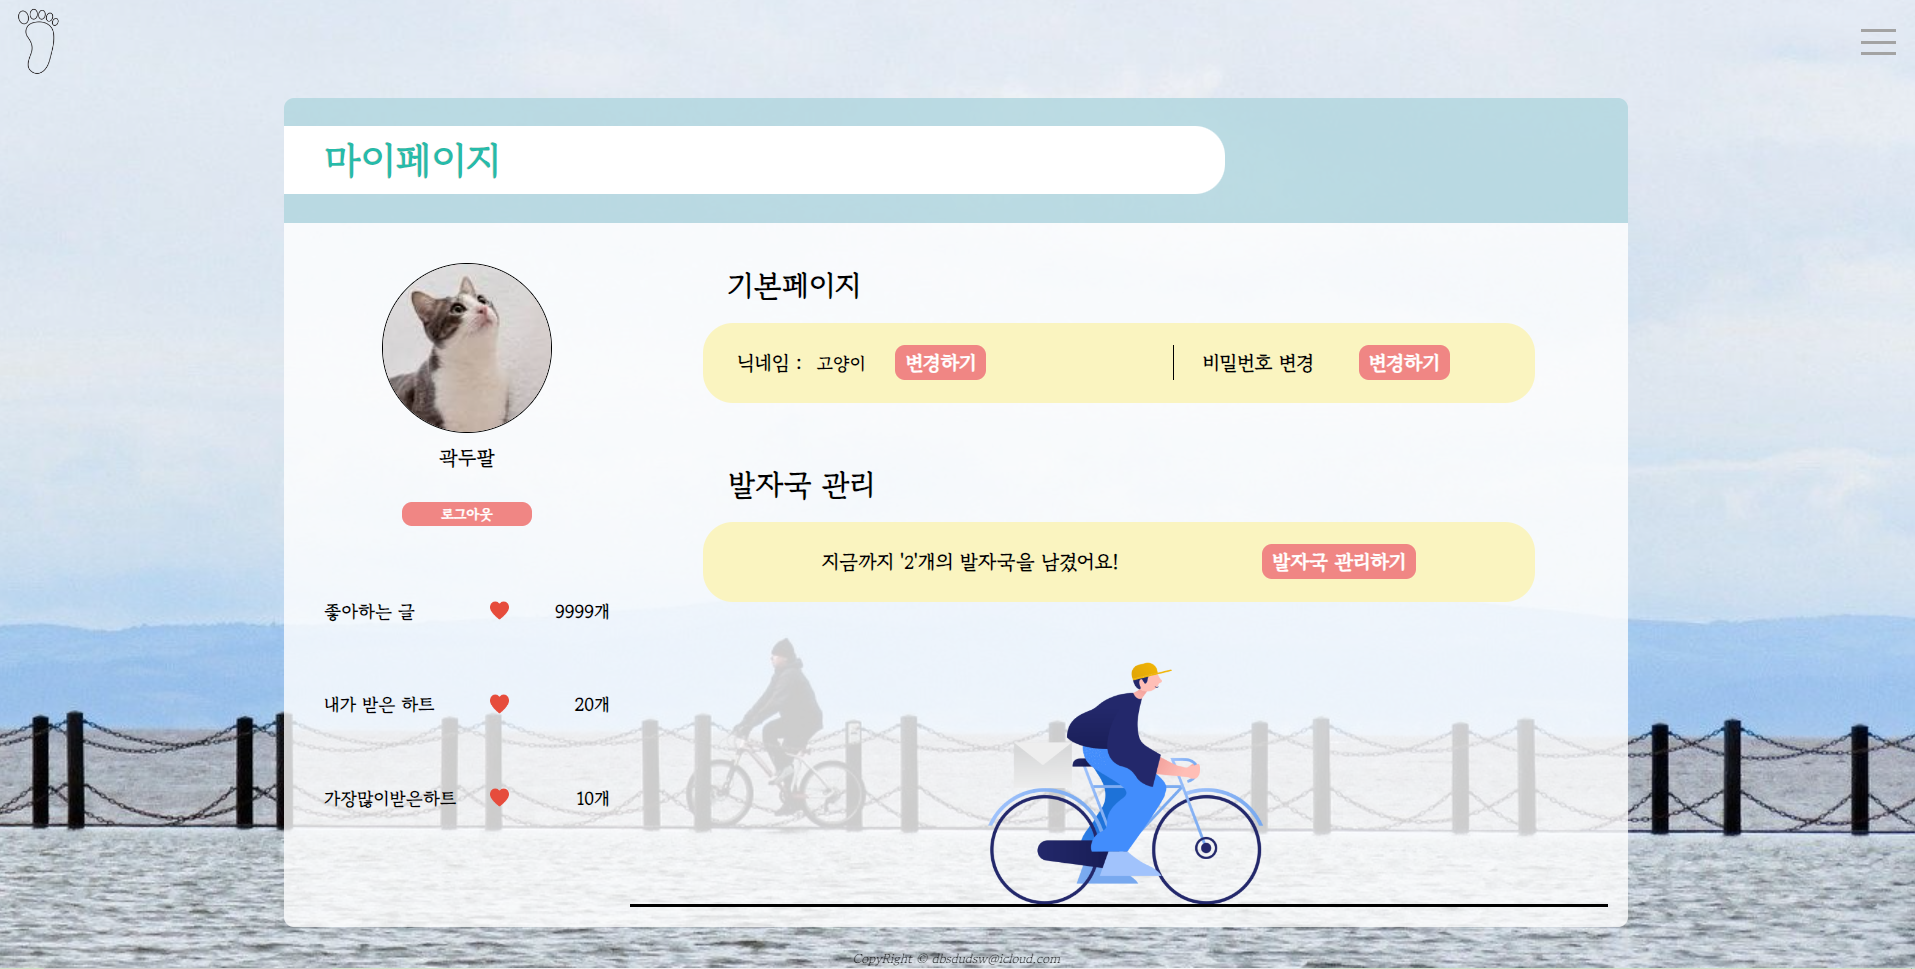 마이페이지
곽두팔
로그아웃
좋아하는 글 9999개
내가 받은 하트 20개
가장많이받은하트 10개
기본페이지
닉네임 : 고양이 변경하기 비밀번호 변경 변경하기
발자국 관리
지금까지 '2'개의 발자국을 남겼어요! 발자국 관리하기
CopyRight © dbsdudsw@icloud.com